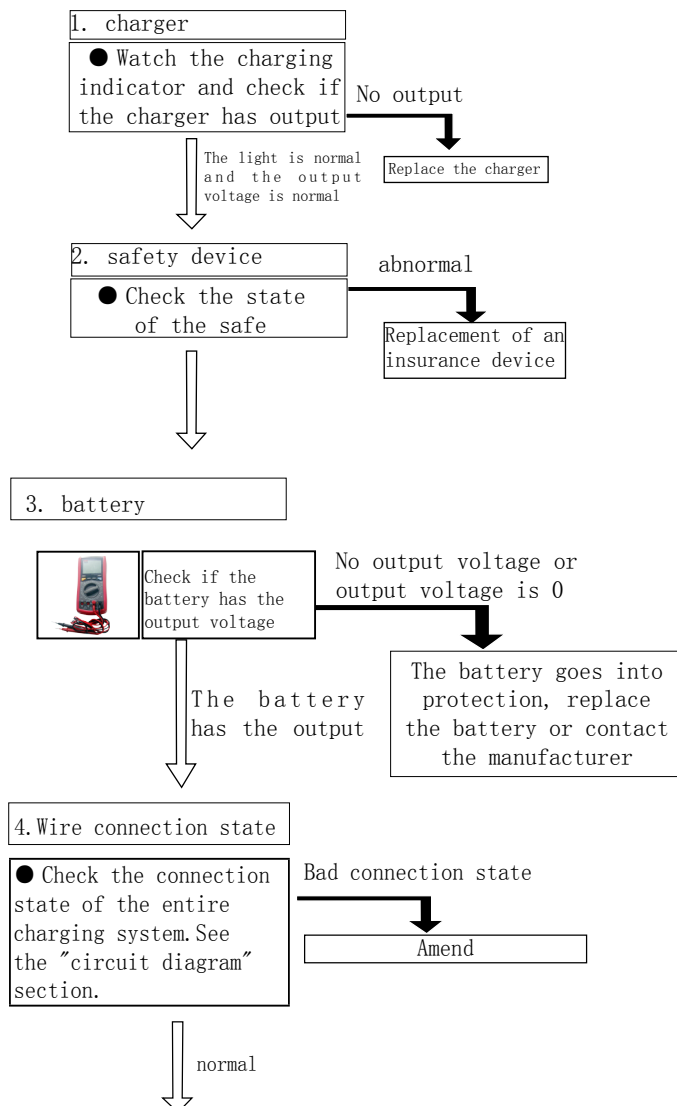 1. charger
● Watch the charging
indicator and check if
the charger has output
No output
Replace the charger
The light is normal
and the output
voltage is normal
2. safety device
● Check the state
of the safe
abnormal
Replacement of an
insurance device
3. battery
Check if the
battery has the
output voltage
No output voltage or
output voltage is 0
The battery goes into
protection, replace
the battery or contact
the manufacturer
The battery
has the output
4.Wire connection state
● Check the connection
state of the entire
charging system.See
the "circuit diagram"
section.
Bad connection state
Amend
normal